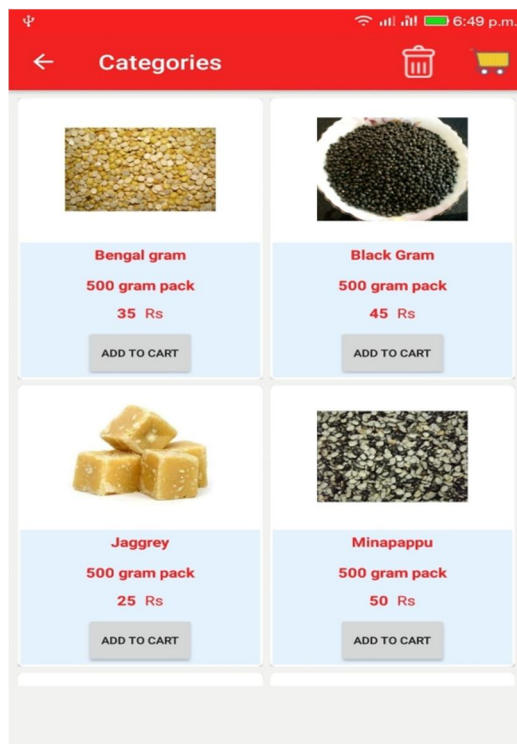 6:49 p.m.
Categories
Bengal gram
500 gram pack
35 Rs
ADD TO CART
Black Gram
500 gram pack
45 Rs
ADD TO CART
Jaggrey
500 gram pack
25 Rs
ADD TO CART
Minapappu
500 gram pack
50 Rs
ADD TO CART